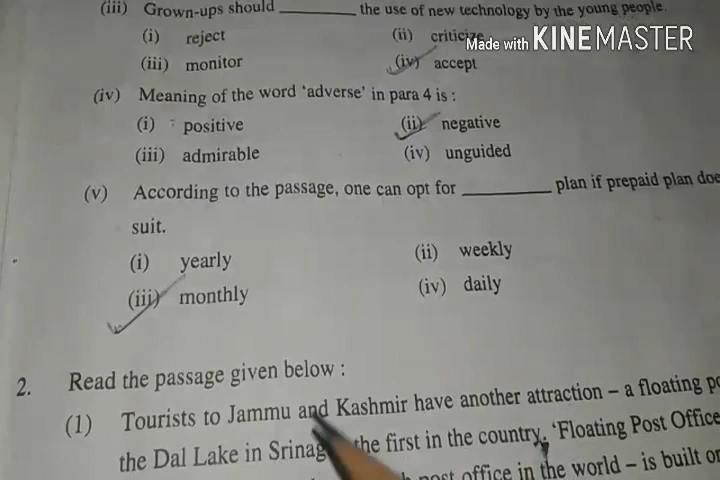 (iii) Grown-ups should ________ the use of new technology by the young people.
(i) reject (ii) criticize
(iii) monitor (iv) accept
Made with KINEMASTER
(iv) Meaning of the word 'adverse' in para 4 is :
(i) positive (ii) negative
(iii) admirable (iv) unguided
(v) According to the passage, one can opt for ________ plan if prepaid plan doe
suit.
(i) yearly (ii) weekly
(iii) monthly (iv) daily
2. Read the passage given below :
(1) Tourists to Jammu and Kashmir have another attraction – a floating po
the Dal Lake in Srinag the first in the country. 'Floating Post Office
post office in the world – is built on